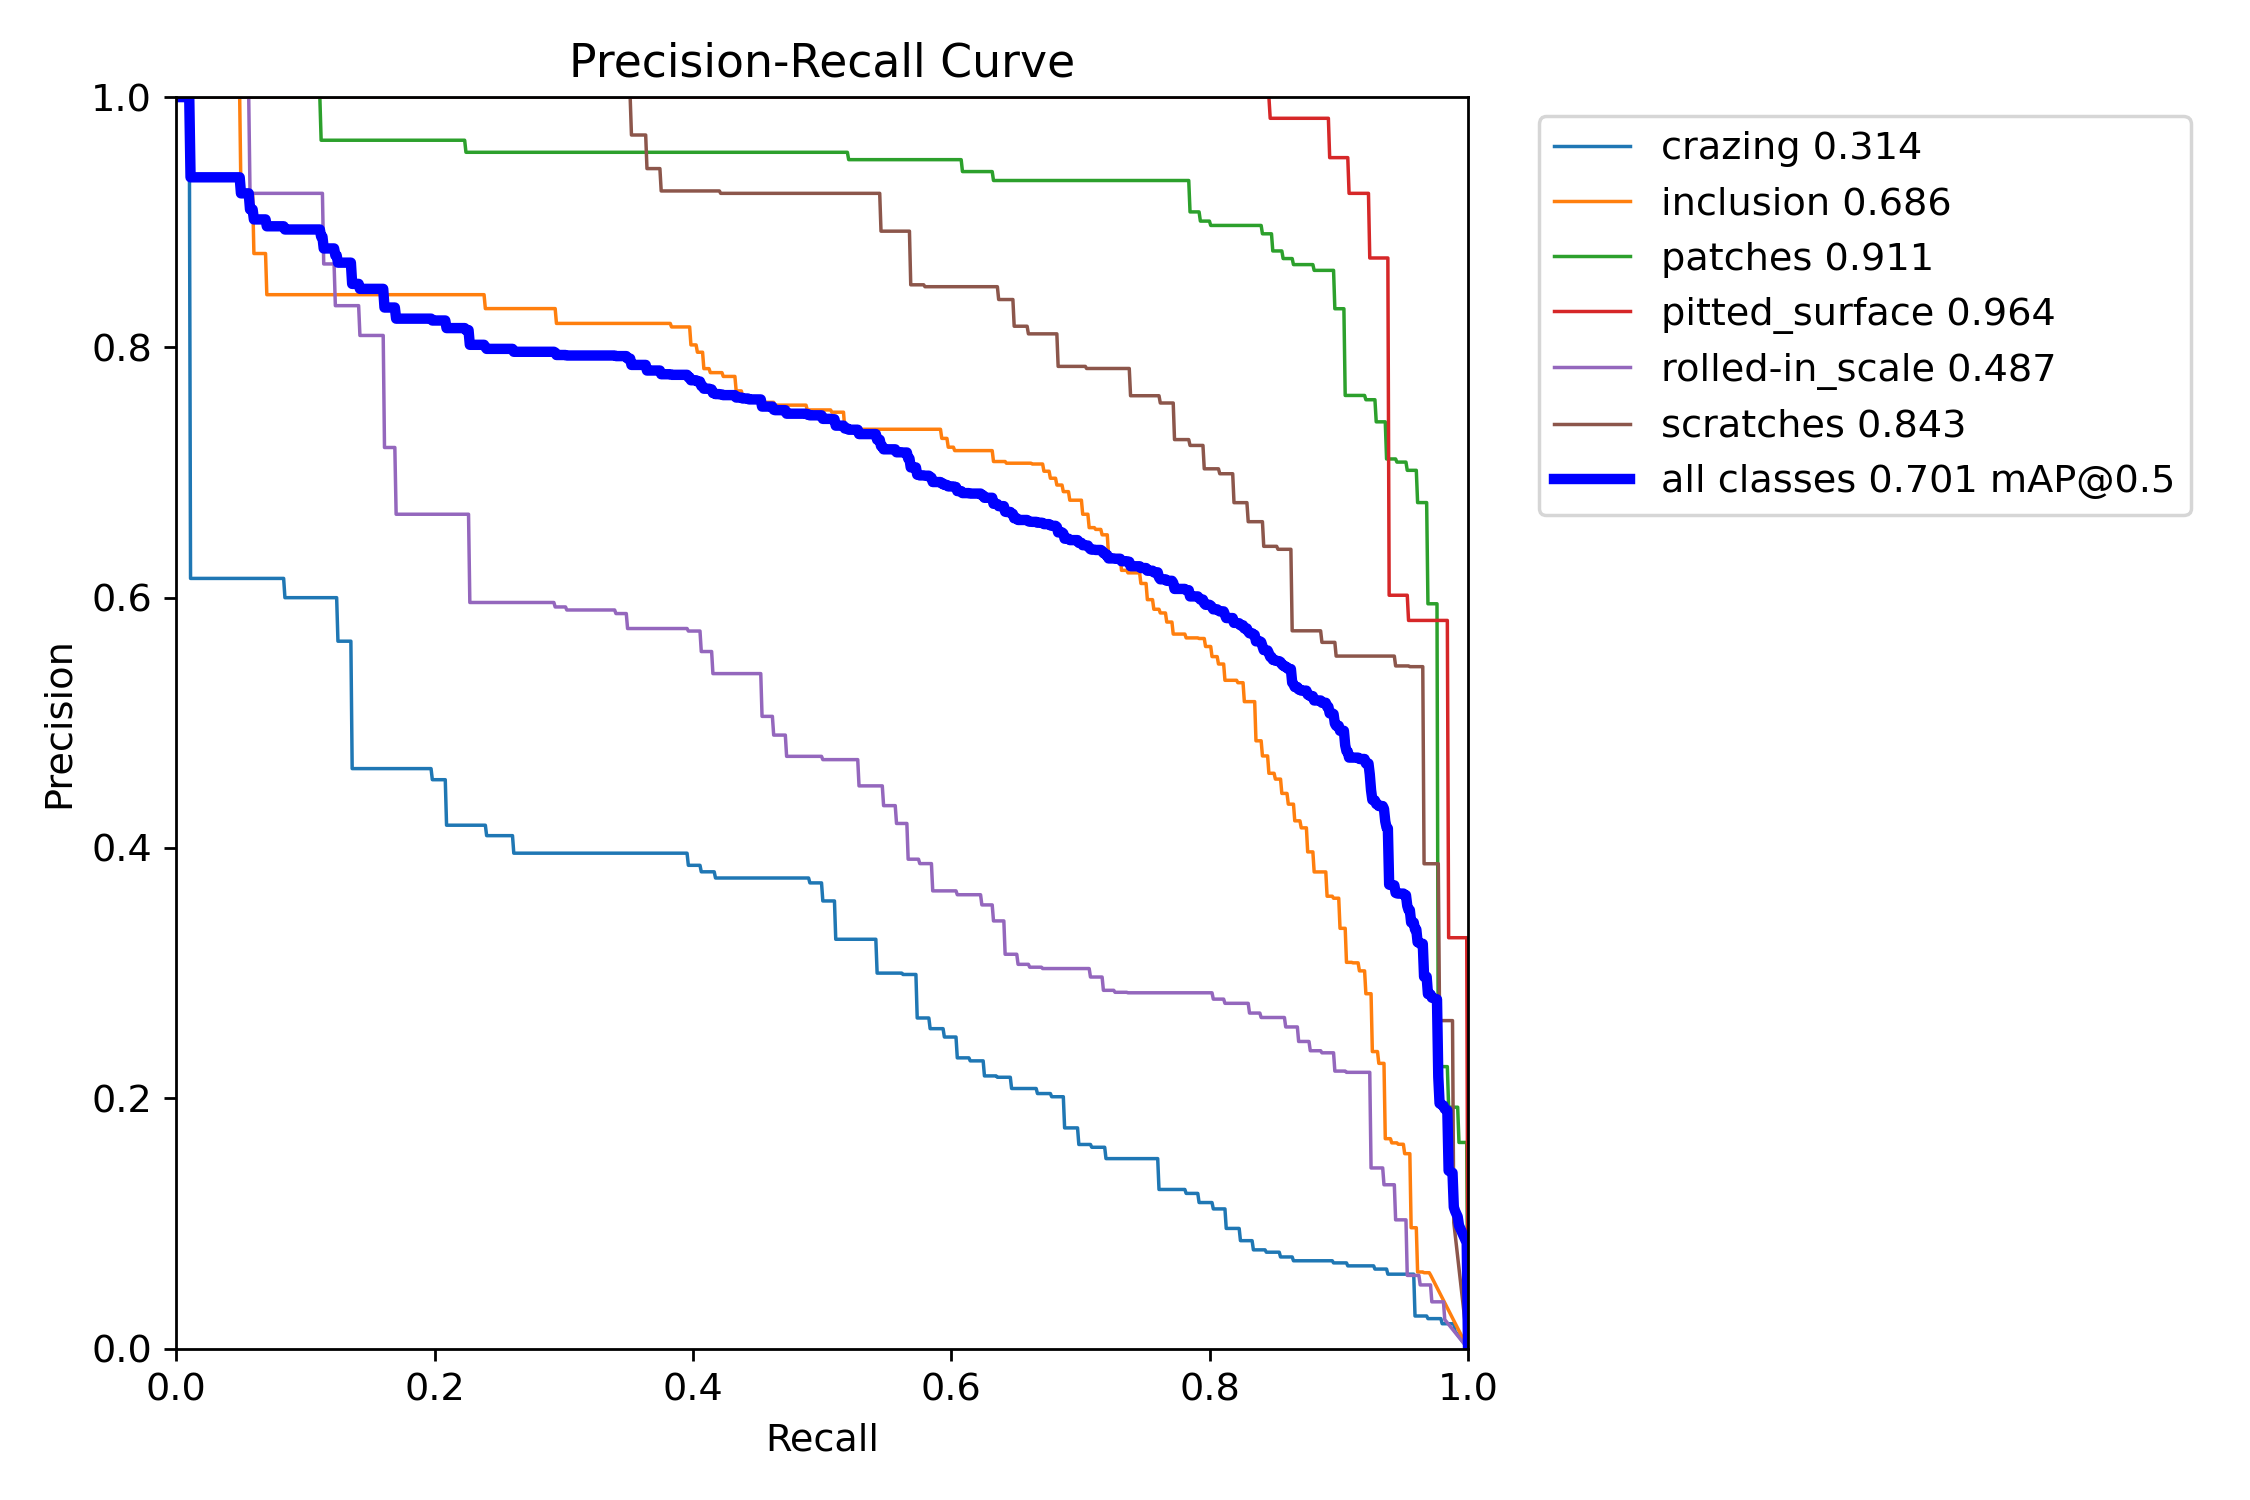 Precision-Recall Curve
1.0
0.8
0.6
0.4
0.2
0.0
Precision
0.0 0.2 0.4 0.6 0.8 1.0
Recall
crazing 0.314
inclusion 0.686
patches 0.911
pitted_surface 0.964
rolled-in_scale 0.487
scratches 0.843
all classes 0.701 mAP@0.5